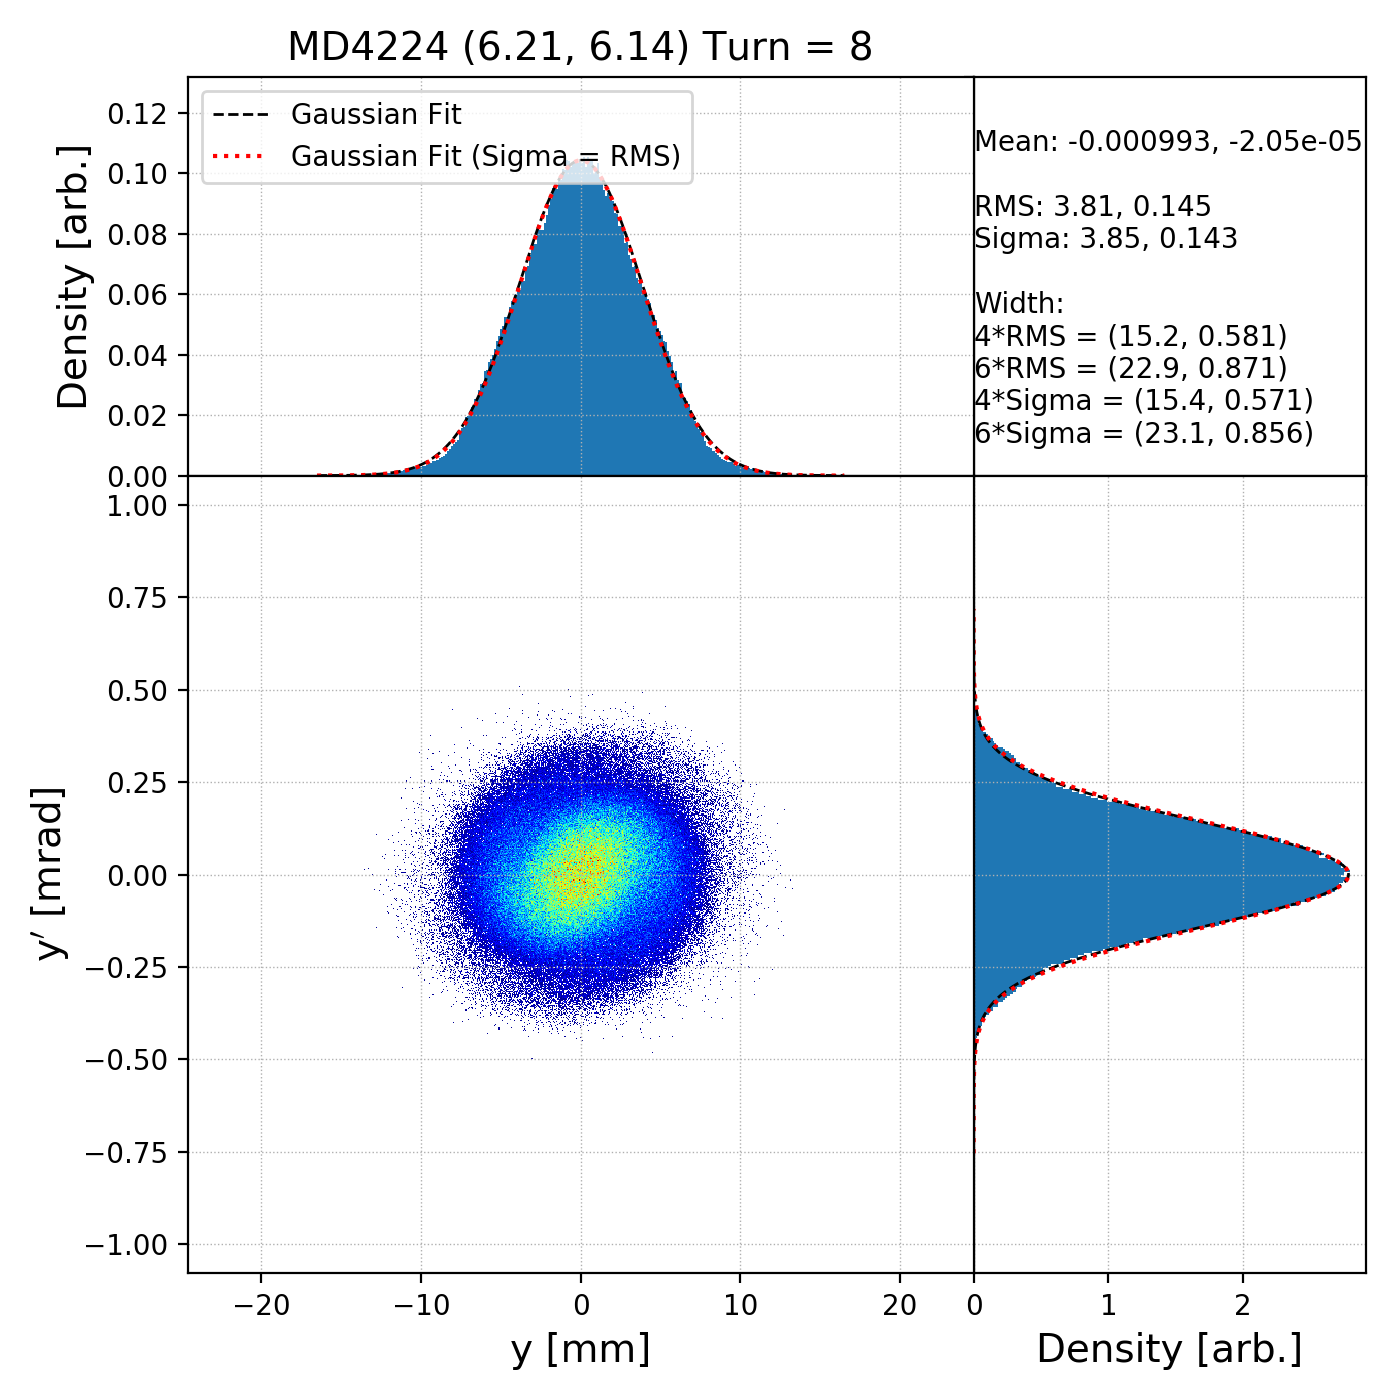 MD4224 (6.21, 6.14) Turn = 8
Gaussian Fit
Gaussian Fit (Sigma = RMS)
Density [arb.]
0.12
0.10
0.08
0.06
0.04
0.02
0.00
Mean: -0.000993, -2.05e-05
RMS: 3.81, 0.145
Sigma: 3.85, 0.143
Width:
4*RMS = (15.2, 0.581)
6*RMS = (22.9, 0.871)
4*Sigma = (15.4, 0.571)
6*Sigma = (23.1, 0.856)
y′ [mrad]
1.00
0.75
0.50
0.25
0.00
−0.25
−0.50
−0.75
−1.00
−20 −10 0 10 20
y [mm]
0 1 2
Density [arb.]